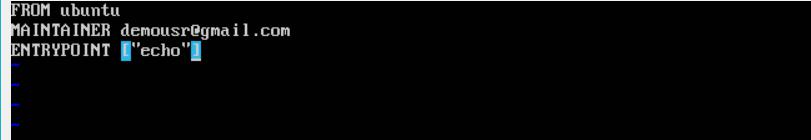 FROM ubuntu
MAINTAINER demousr@gmail.com
ENTRYPOINT ["echo"]
~
~
~
~